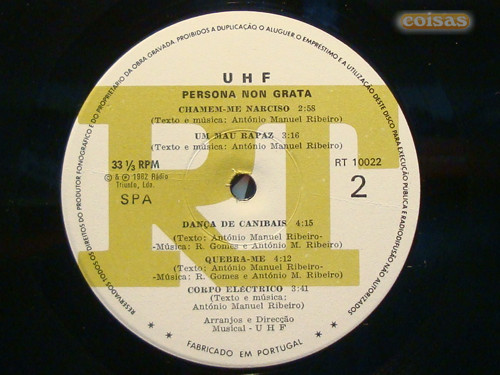 coisas
RESERVADOS TODOS OS DIREITOS DO PRODUTOR FONOGRÁFICO E DO PROPRIETÁRIO DA OBRA GRAVADA. PROIBIDOS A DUPLICAÇÃO O ALUGUER O EMPRÉSTIMO E A UTILIZAÇÃO DESTE DISCO PARA EXECUÇÃO PÚBLICA E RADIODIFUSÃO NÃO AUTORIZADOS
UHF
PERSONA NON GRATA
CHAMEM-ME NARCISO 2:58
(Texto e música: António Manuel Ribeiro)
UM MAU RAPAZ 3:16
(Texto e música: António Manuel Ribeiro)
33 1/3 RPM
RT 10022
© & ℗ 1982 Rádio
Triunfo, Lda.
SPA
2
RT
DANÇA DE CANIBAIS 4:15
(Texto: António Manuel Ribeiro-
-Música: R. Gomes e António M. Ribeiro)
QUEBRA-ME 4:12
(Texto: António Manuel Ribeiro-
-Música: R. Gomes e António M. Ribeiro)
CORPO ELÉCTRICO 3:41
(Texto e música:
António Manuel Ribeiro)
Arranjos e Direcção
Musical - UHF
* * FABRICADO EM PORTUGAL * *